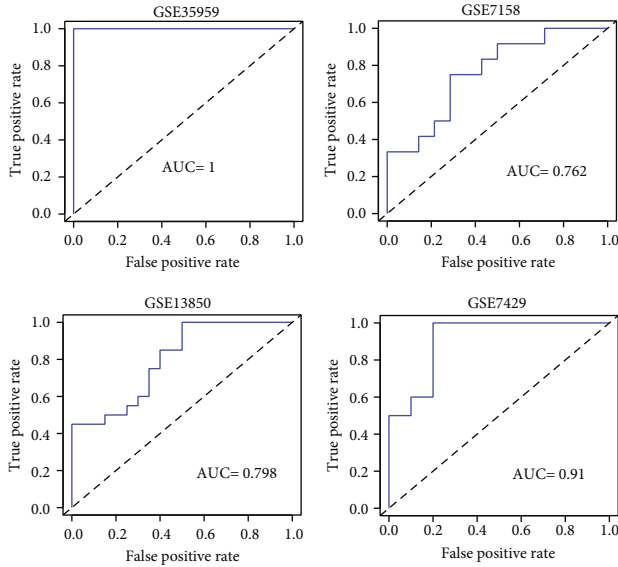 GSE35959
True positive rate
1.0
0.8
0.6
0.4
0.2
0.0
AUC= 1
0.0 0.2 0.4 0.6 0.8 1.0
False positive rate
GSE7158
True positive rate
1.0
0.8
0.6
0.4
0.2
0.0
AUC= 0.762
0.0 0.2 0.4 0.6 0.8 1.0
False positive rate
GSE13850
True positive rate
1.0
0.8
0.6
0.4
0.2
0.0
AUC= 0.798
0.0 0.2 0.4 0.6 0.8 1.0
False positive rate
GSE7429
True positive rate
1.0
0.8
0.6
0.4
0.2
0.0
AUC= 0.91
0.0 0.2 0.4 0.6 0.8 1.0
False positive rate